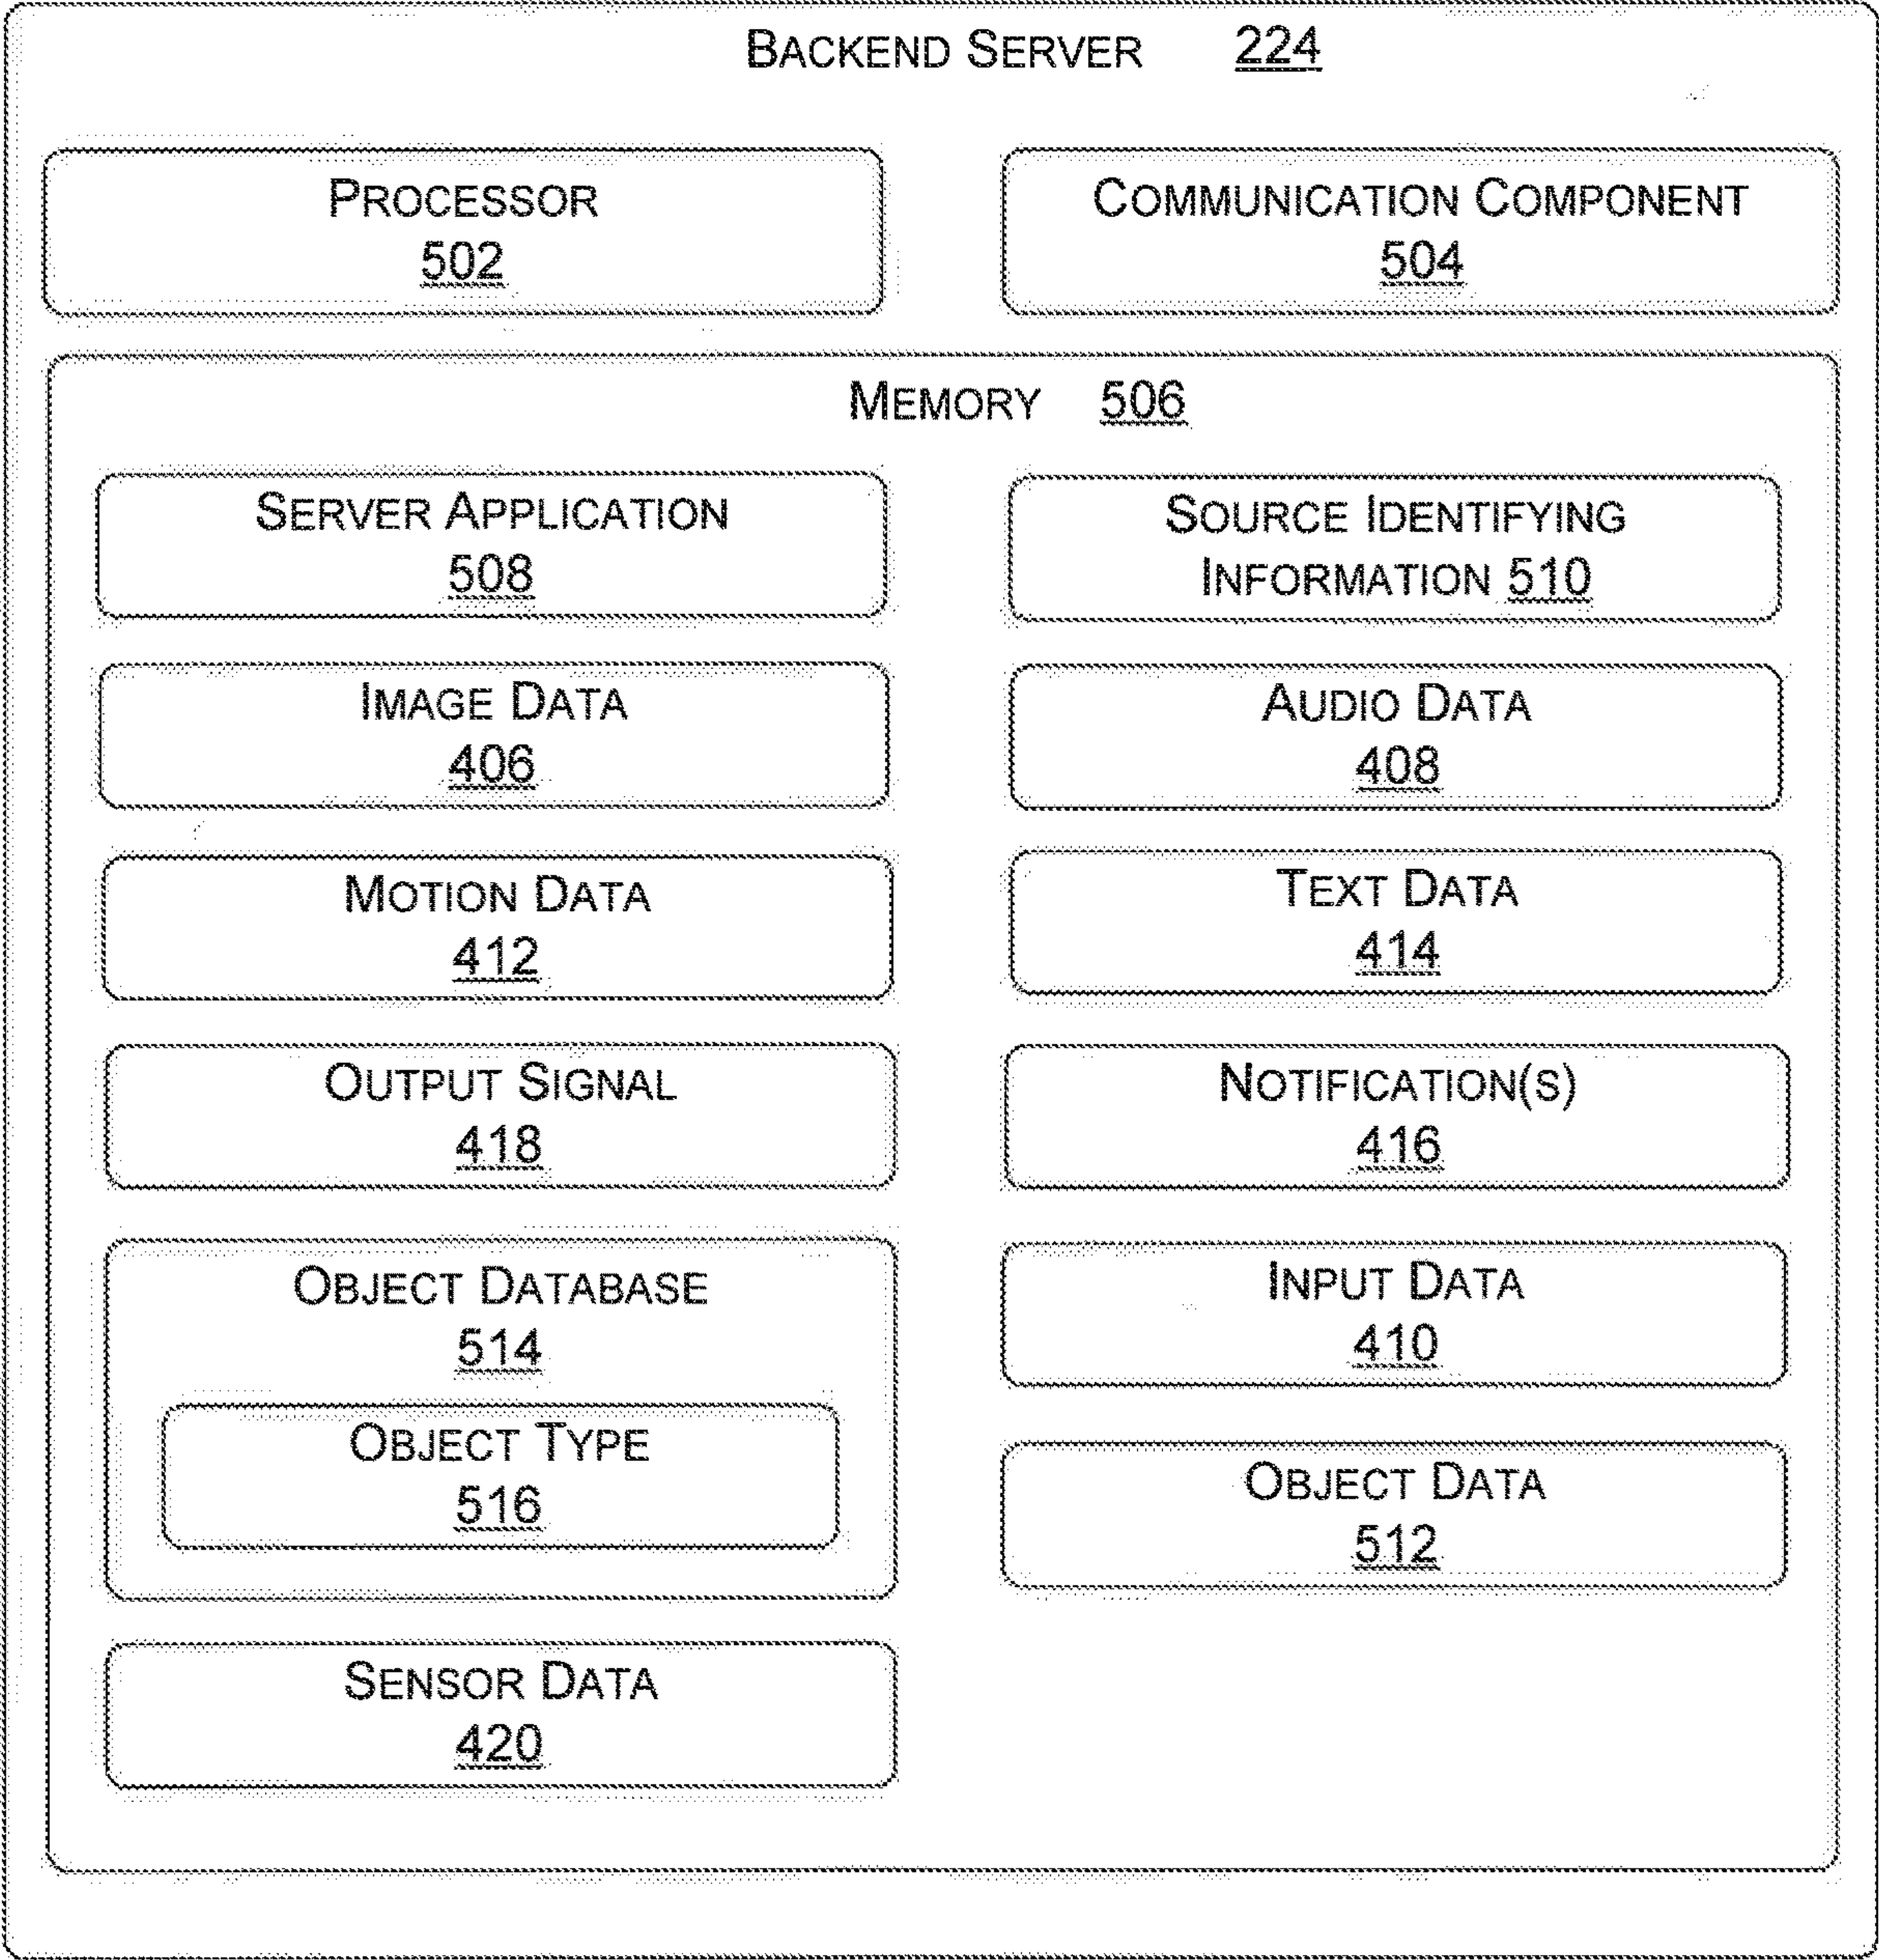 BACKEND SERVER 224
PROCESSOR
502
COMMUNICATION COMPONENT
504
MEMORY 506
SERVER APPLICATION
508
SOURCE IDENTIFYING
INFORMATION 510
IMAGE DATA
406
AUDIO DATA
408
MOTION DATA
412
TEXT DATA
414
OUTPUT SIGNAL
418
NOTIFICATION(S)
416
OBJECT DATABASE
514
OBJECT TYPE
516
INPUT DATA
410
OBJECT DATA
512
SENSOR DATA
420